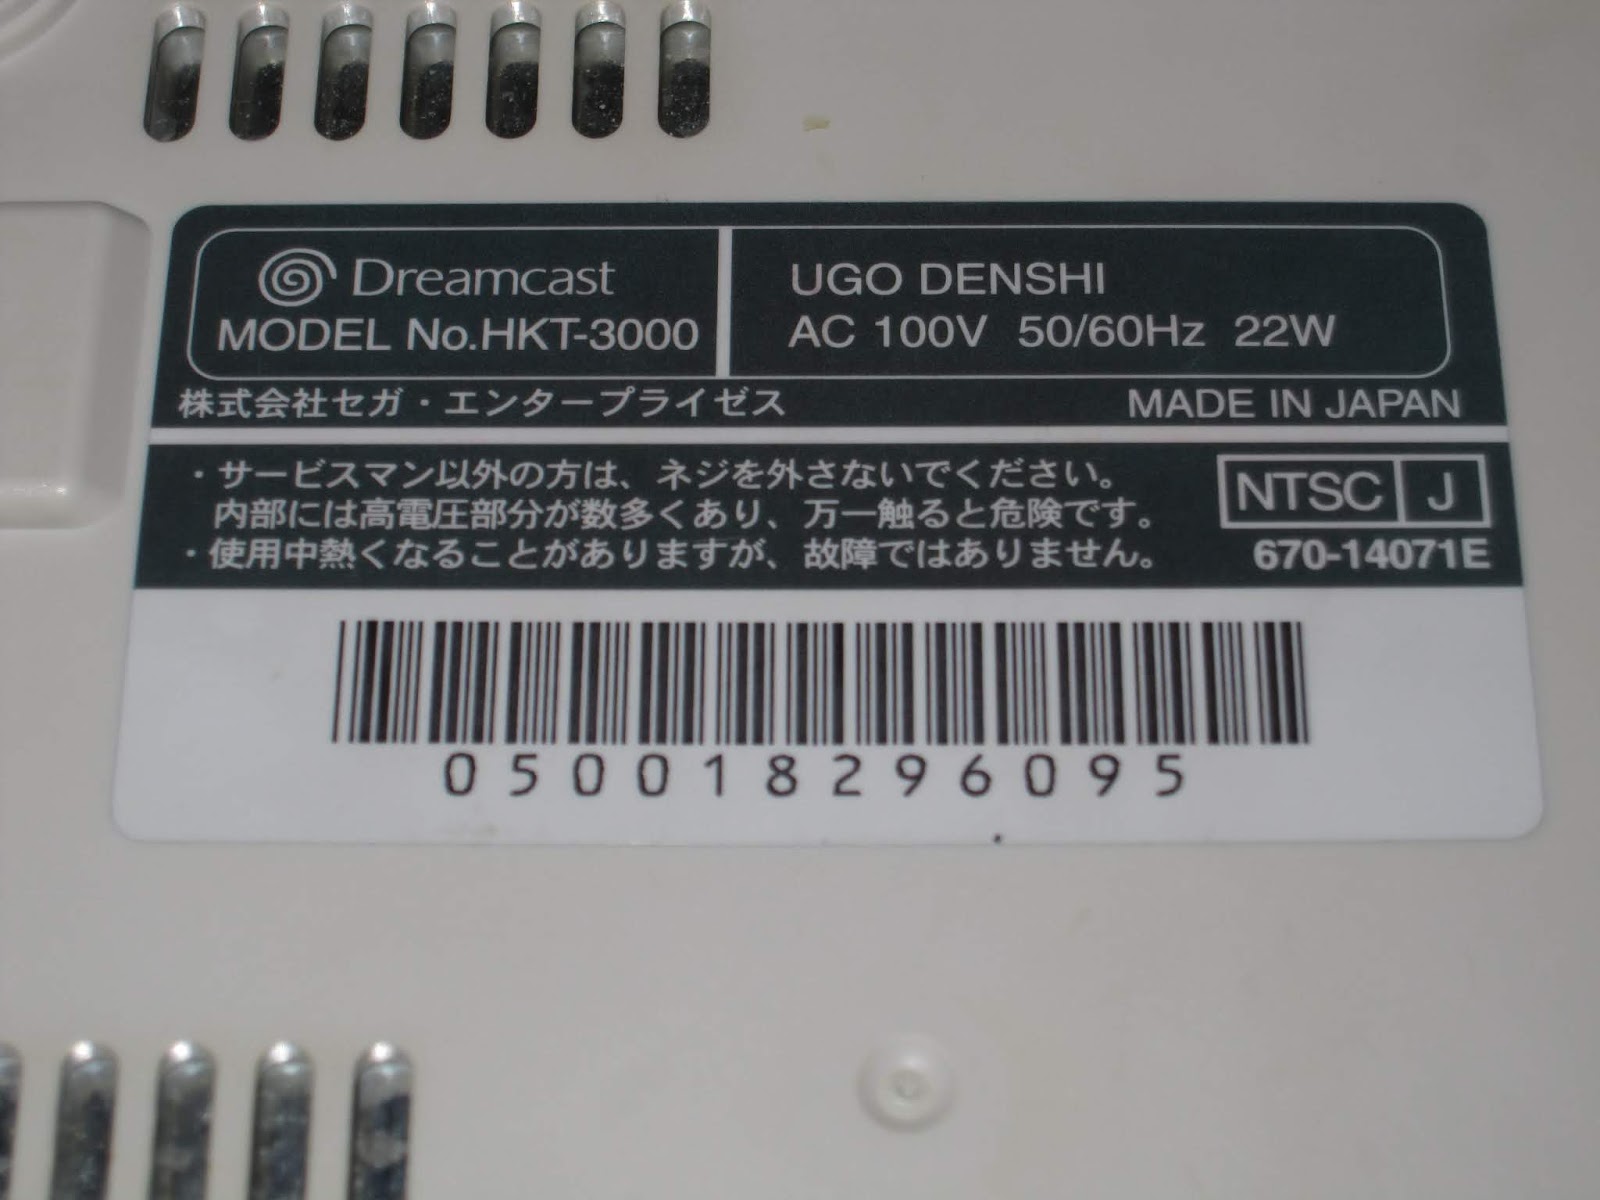 Dreamcast
MODEL No.HKT-3000
UGO DENSHI
AC 100V 50/60Hz 22W
株式会社セガ・エンタープライゼス
MADE IN JAPAN
・サービスマン以外の方は、ネジを外さないでください。
内部には高電圧部分が数多くあり、万一触ると危険です。
・使用中熱くなることがありますが、故障ではありません。
NTSC J
670-14071E
050018296095